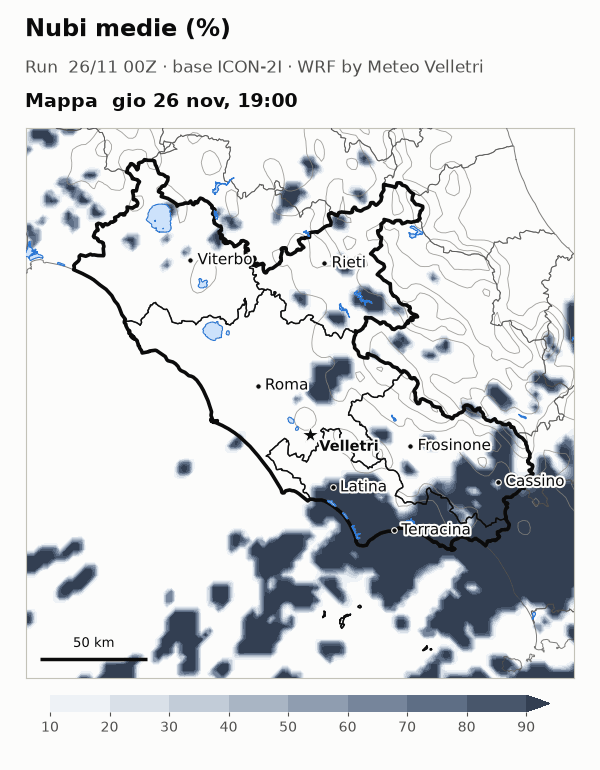 Nubi medie (%)
Run 26/11 00Z · base ICON-2I · WRF by Meteo Velletri
Mappa gio 26 nov, 19:00
Viterbo
Rieti
Roma
Velletri
Frosinone
Latina
Cassino
Terracina
50 km
10 20 30 40 50 60 70 80 90